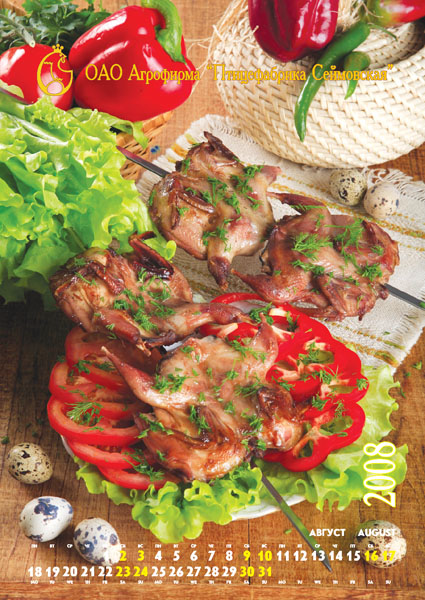 ОАО Агрофирма "Птицефабрика Сеймовская"
2008
АВГУСТ AUGUST
2 3 4 5 6 7 8 9 10 11 12 13 14 15 16 17
18 19 20 21 22 23 24 25 26 27 28 29 30 31